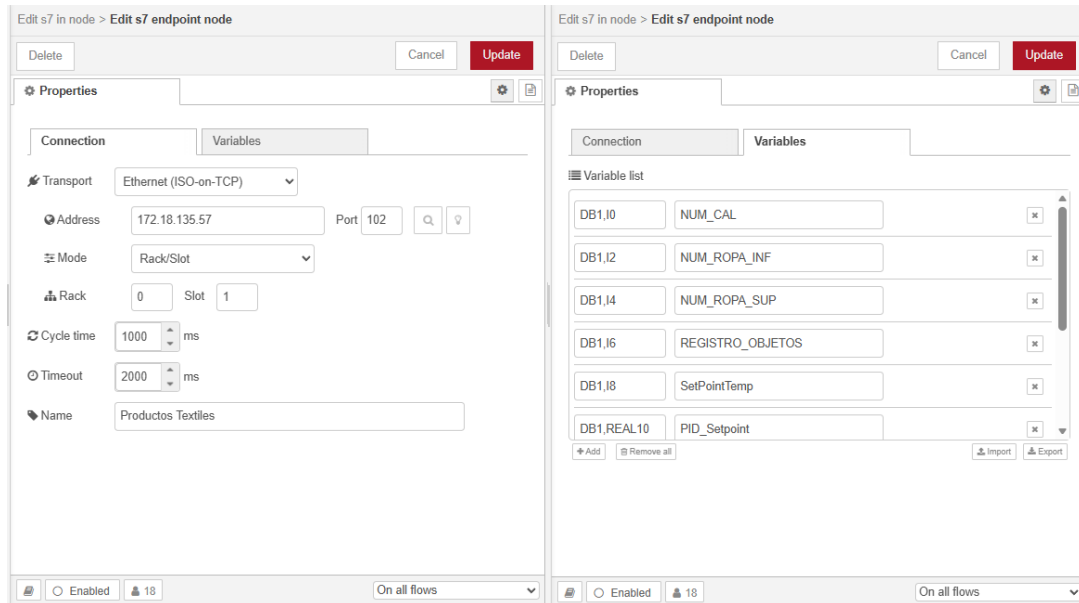 Edit s7 in node > Edit s7 endpoint node
Delete
Cancel
Update
Properties
Connection
Variables
Transport
Ethernet (ISO-on-TCP)
Address
172.18.135.57
Port
102
Mode
Rack/Slot
Rack
0
Slot
1
Cycle time
1000
ms
Timeout
2000
ms
Name
Productos Textiles
Enabled
18
On all flows
Edit s7 in node > Edit s7 endpoint node
Delete
Cancel
Update
Properties
Connection
Variables
Variable list
DB1,I0
NUM_CAL
DB1,I2
NUM_ROPA_INF
DB1,I4
NUM_ROPA_SUP
DB1,I6
REGISTRO_OBJETOS
DB1,I8
SetPointTemp
DB1,REAL10
PID_Setpoint
+Add
Remove all
Import
Export
Enabled
18
On all flows